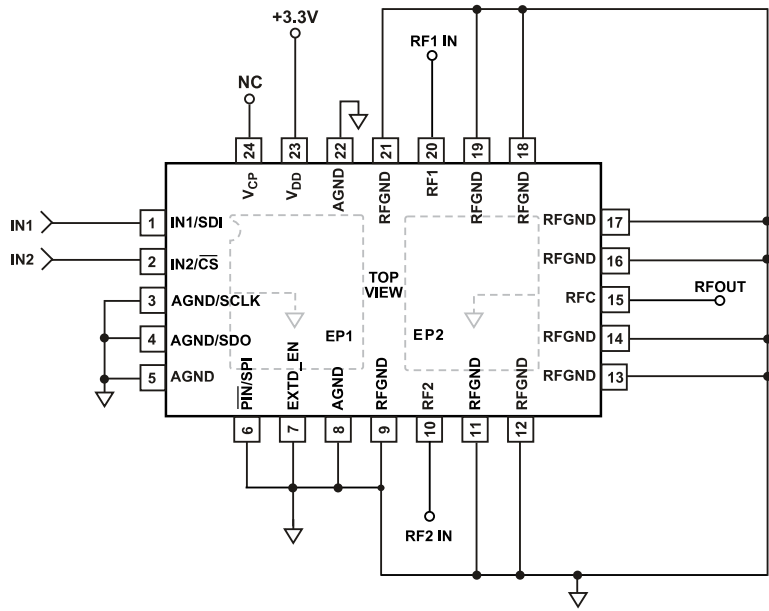 +3.3V
NC
RF1 IN
24 23 22 21 20 19 18
VCP VDD AGND RFGND RF1 RFGND RFGND
IN1 1 IN1/SDI
IN2 2 IN2/C̅S̅
3 AGND/SCLK
4 AGND/SDO
5 AGND
TOP
VIEW
EP1
EP2
RFGND 17
RFGND 16
RFC 15 RFOUT
RFGND 14
RFGND 13
P̅I̅N̅/SPI EXTD_EN AGND RFGND RF2 RFGND RFGND
6 7 8 9 10 11 12
RF2 IN